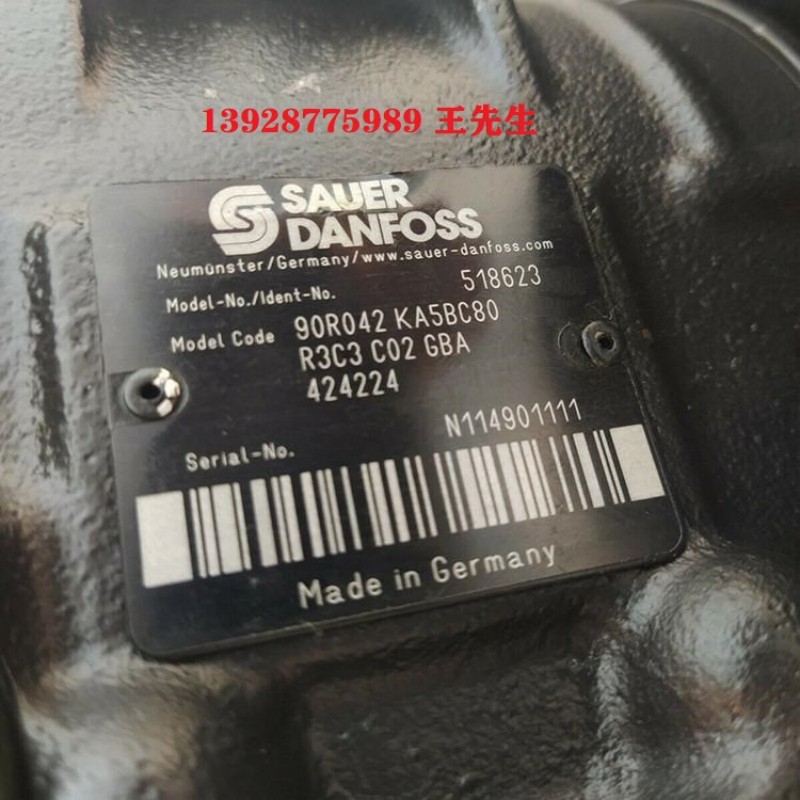 13928775989 王先生
SAUER
DANFOSS
Neumünster/Germany/www.sauer-danfoss.com
Model-No./Ident-No. 518623
Model Code 90R042 KA5BC80
R3C3 C02 GBA
424224
Serial-No. N114901111
Made in Germany